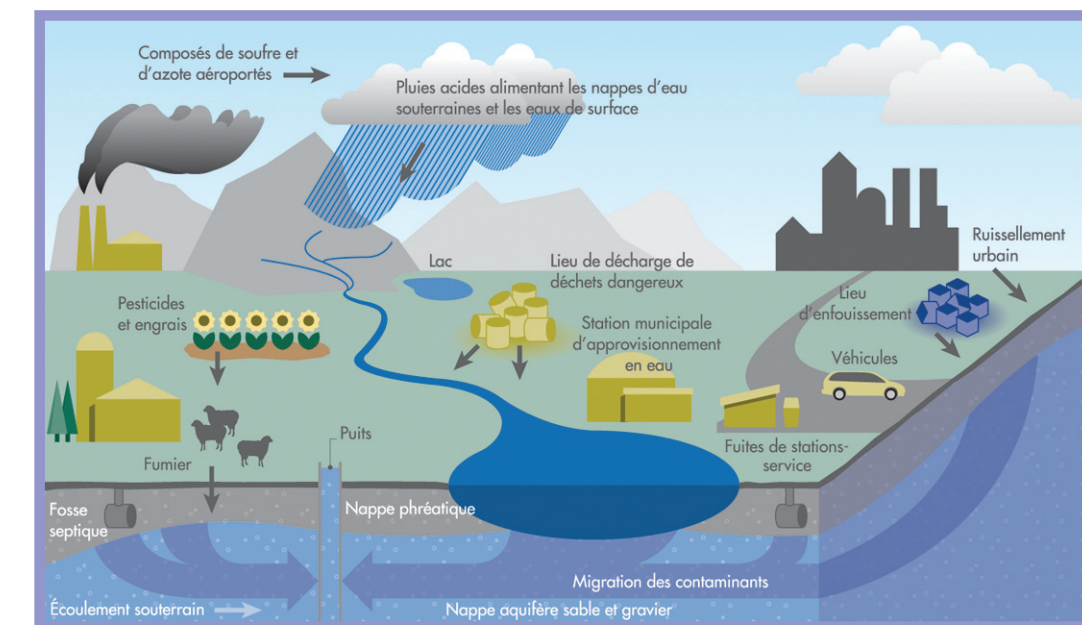 Composés de soufre et
d'azote aéroportés
Pluies acides alimentant les nappes d'eau
souterraines et les eaux de surface
Ruissellement
urbain
Lac
Lieu de décharge de
déchets dangereux
Pesticides
et engrais
Lieu
d'enfouissement
Station municipale
d'approvisionnement
en eau
Véhicules
Puits
Fumier
Fuites de stations-
service
Fosse
septique
Nappe phréatique
Migration des contaminants
Écoulement souterrain
Nappe aquifère sable et gravier